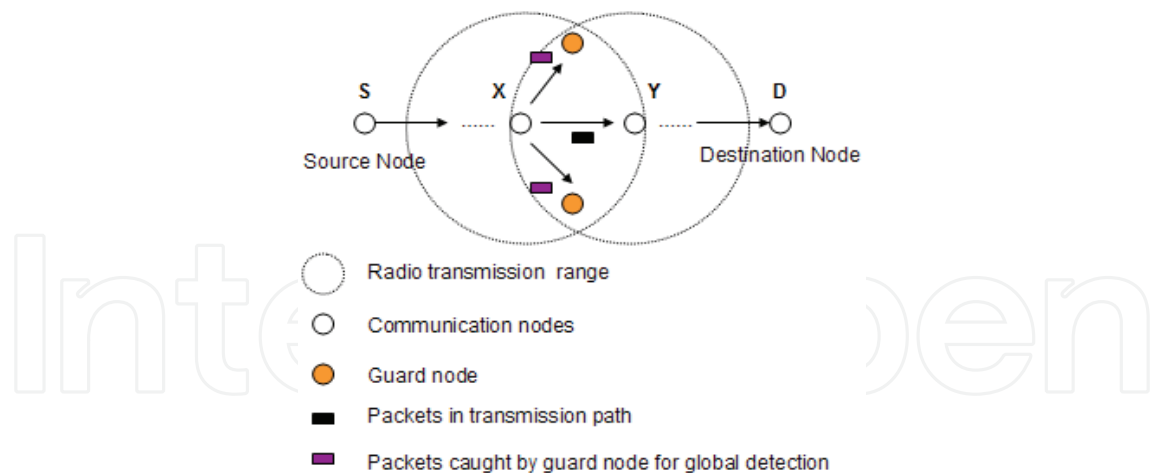 S X Y D
Source Node Destination Node
Radio transmission range
Communication nodes
Guard node
Packets in transmission path
Packets caught by guard node for global detection